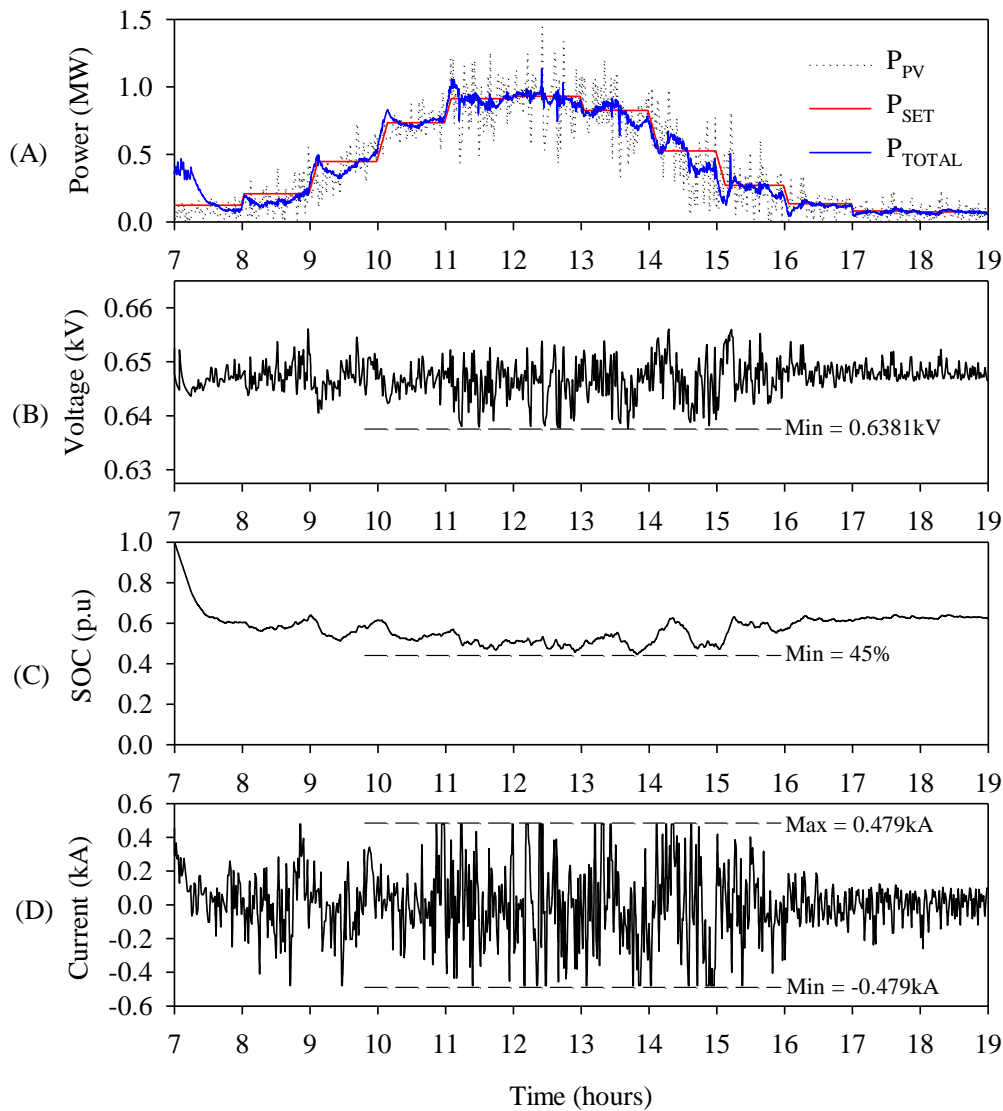 (A)
Power (MW)
1.5
1.0
0.5
0.0
P_PV
P_SET
P_TOTAL
7 8 9 10 11 12 13 14 15 16 17 18 19
(B)
Voltage (kV)
0.66
0.65
0.64
0.63
Min = 0.6381kV
7 8 9 10 11 12 13 14 15 16 17 18 19
(C)
SOC (p.u)
1.0
0.8
0.6
0.4
0.2
0.0
Min = 45%
7 8 9 10 11 12 13 14 15 16 17 18 19
(D)
Current (kA)
0.6
0.4
0.2
0.0
-0.2
-0.4
-0.6
Max = 0.479kA
Min = -0.479kA
7 8 9 10 11 12 13 14 15 16 17 18 19
Time (hours)